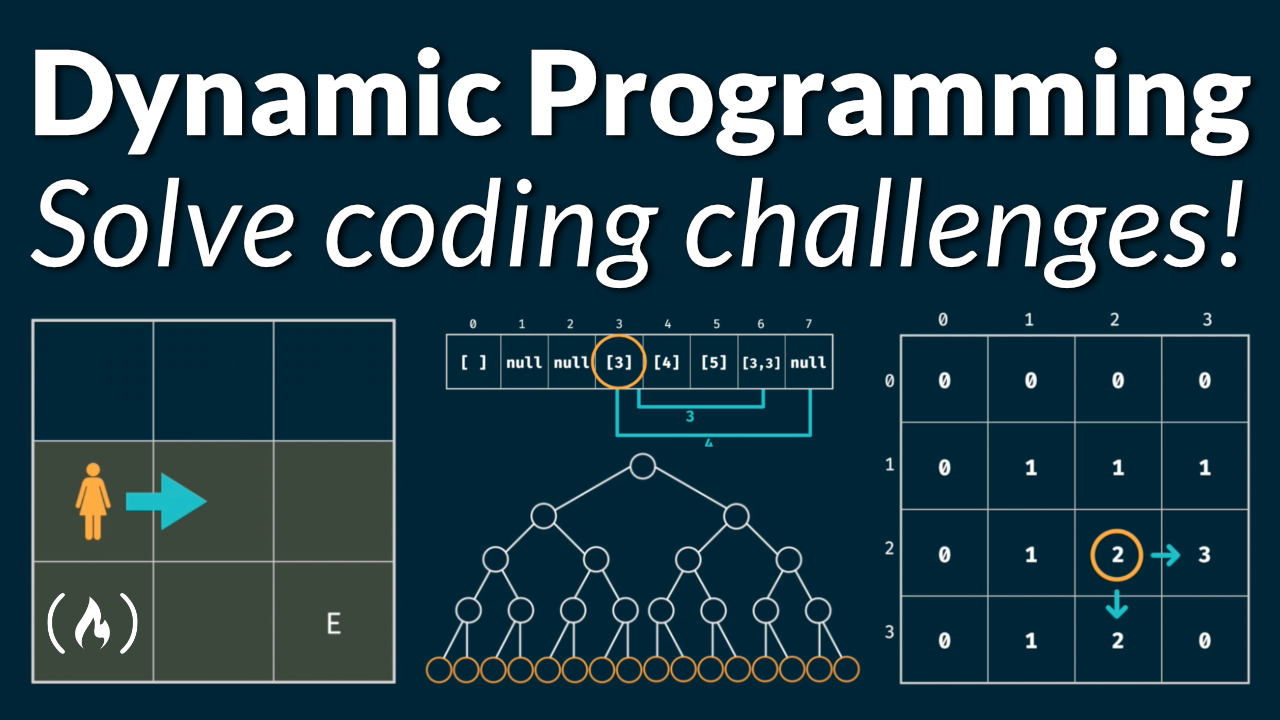 Dynamic Programming
Solve coding challenges!
0 1 2 3 4 5 6 7
[ ] null null [3] [4] [5] [3,3] null
3
4
E
0 1 2 3
0 0 0 0 0
1 0 1 1 1
2 0 1 2 3
3 0 1 2 0